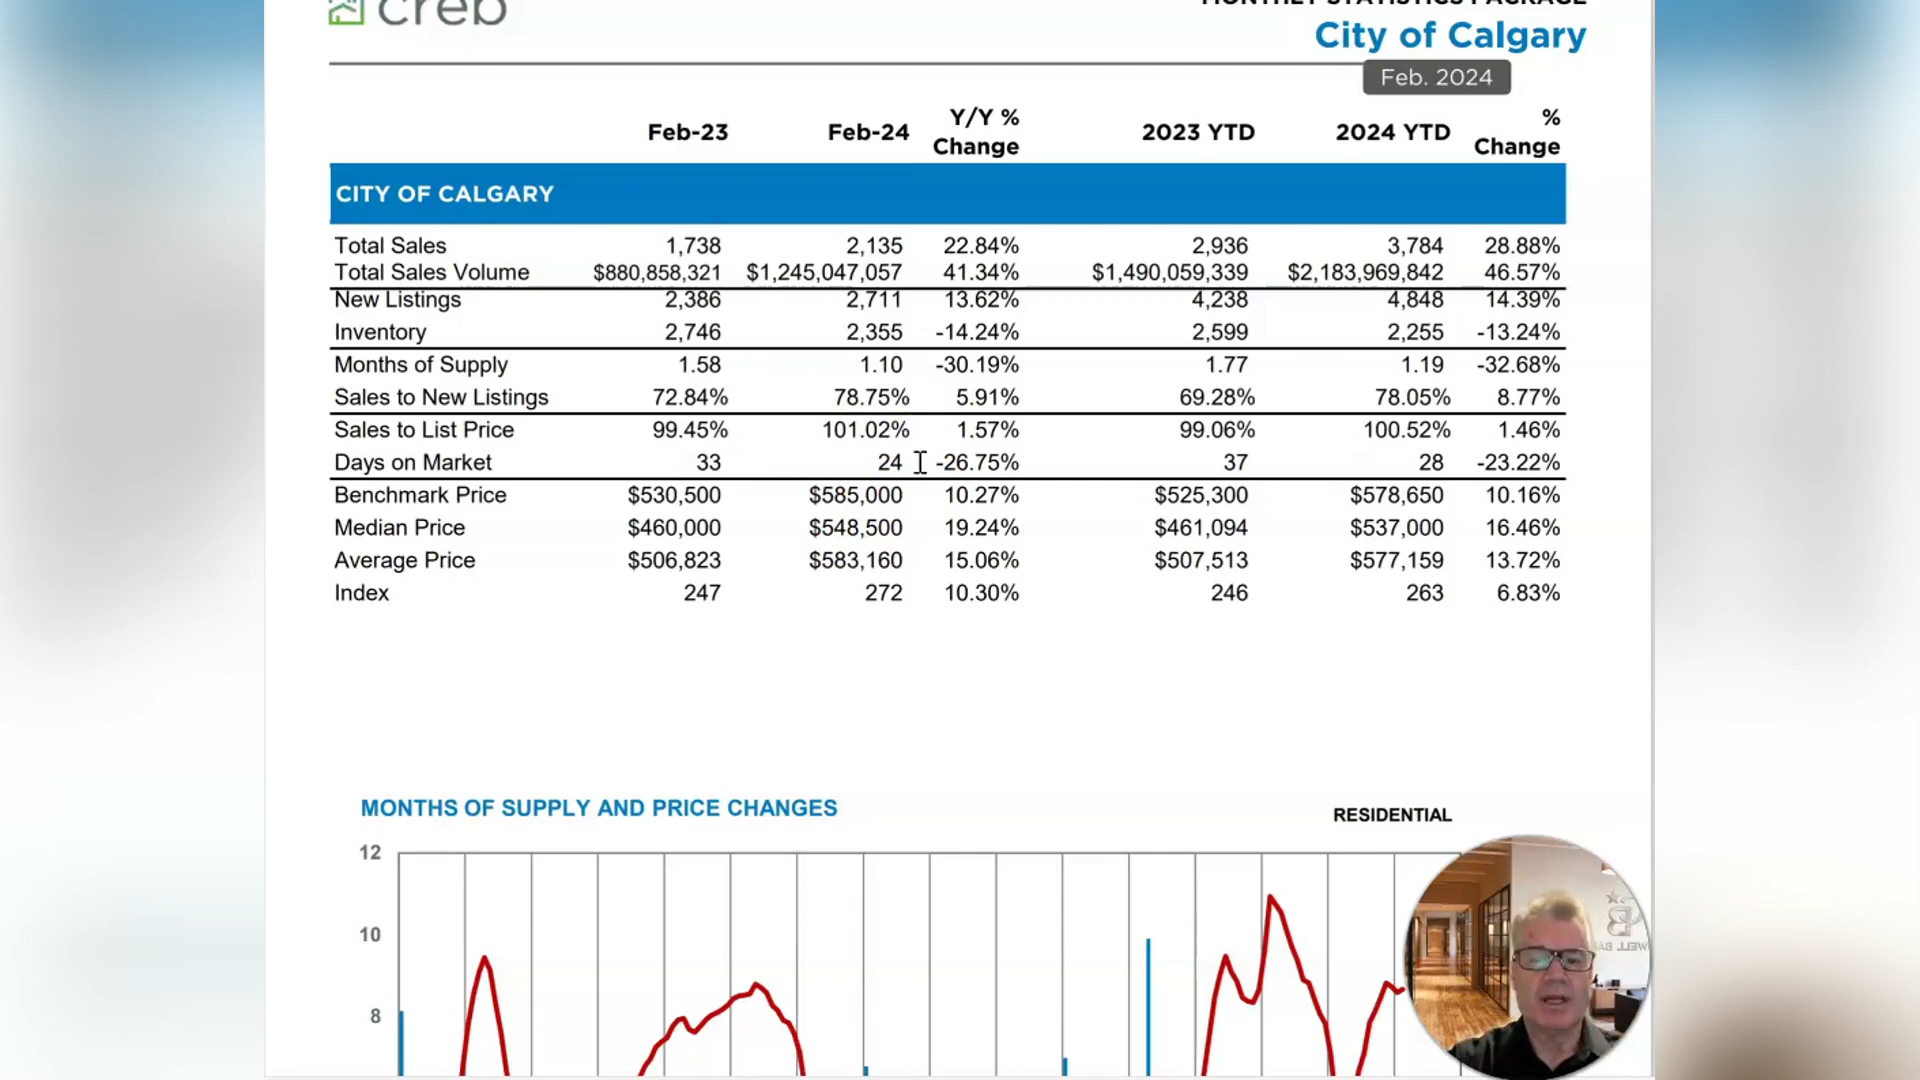 creb
MONTHLY STATISTICS PACKAGE
City of Calgary
Feb. 2024
Feb-23 Feb-24 Y/Y % Change 2023 YTD 2024 YTD % Change
CITY OF CALGARY
Total Sales 1,738 2,135 22.84% 2,936 3,784 28.88%
Total Sales Volume $880,858,321 $1,245,047,057 41.34% $1,490,059,339 $2,183,969,842 46.57%
New Listings 2,386 2,711 13.62% 4,238 4,848 14.39%
Inventory 2,746 2,355 -14.24% 2,599 2,255 -13.24%
Months of Supply 1.58 1.10 -30.19% 1.77 1.19 -32.68%
Sales to New Listings 72.84% 78.75% 5.91% 69.28% 78.05% 8.77%
Sales to List Price 99.45% 101.02% 1.57% 99.06% 100.52% 1.46%
Days on Market 33 24 -26.75% 37 28 -23.22%
Benchmark Price $530,500 $585,000 10.27% $525,300 $578,650 10.16%
Median Price $460,000 $548,500 19.24% $461,094 $537,000 16.46%
Average Price $506,823 $583,160 15.06% $507,513 $577,159 13.72%
Index 247 272 10.30% 246 263 6.83%
MONTHS OF SUPPLY AND PRICE CHANGES
RESIDENTIAL
12
10
8